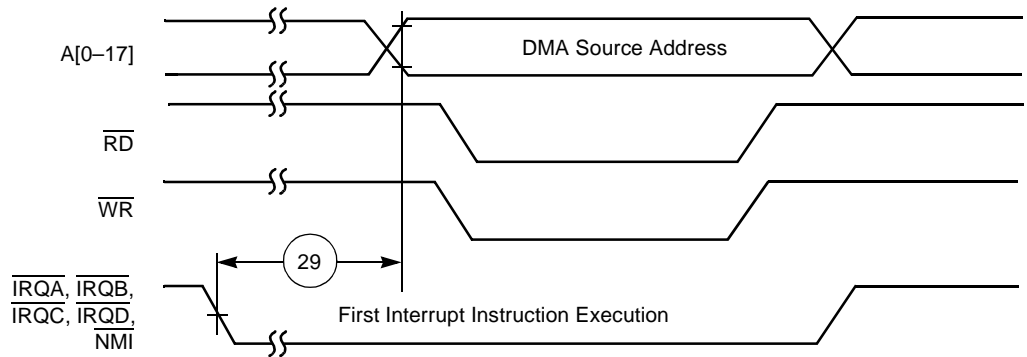 A[0–17]
DMA Source Address
RD
WR
29
IRQA, IRQB,
IRQC, IRQD,
NMI
First Interrupt Instruction Execution